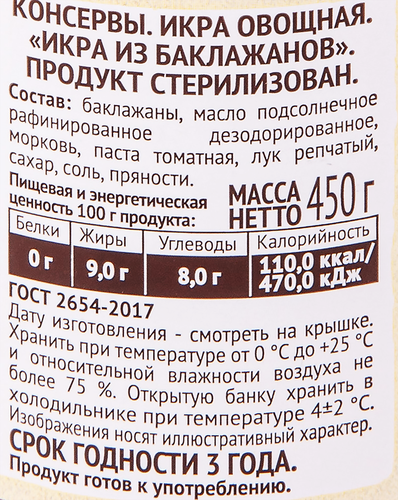 КОНСЕРВЫ. ИКРА ОВОЩНАЯ.
«ИКРА ИЗ БАКЛАЖАНОВ».
ПРОДУКТ СТЕРИЛИЗОВАН.
Состав: баклажаны, масло подсолнечное
рафинированное дезодорированное,
морковь, паста томатная, лук репчатый,
сахар, соль, пряности.
Пищевая и энергетическая
ценность 100 г продукта:
МАССА
НЕТТО 450 г
Белки Жиры Углеводы Калорийность
0 г 9,0 г 8,0 г 110,0 ккал/
470,0 кДж
ГОСТ 2654-2017
Дату изготовления - смотреть на крышке.
Хранить при температуре от 0 °С до +25 °С
и относительной влажности воздуха не
более 75 %. Открытую банку хранить в
холодильнике при температуре 4±2 °С.
Изображения носят иллюстративный характер.
СРОК ГОДНОСТИ 3 ГОДА.
Продукт готов к употреблению.